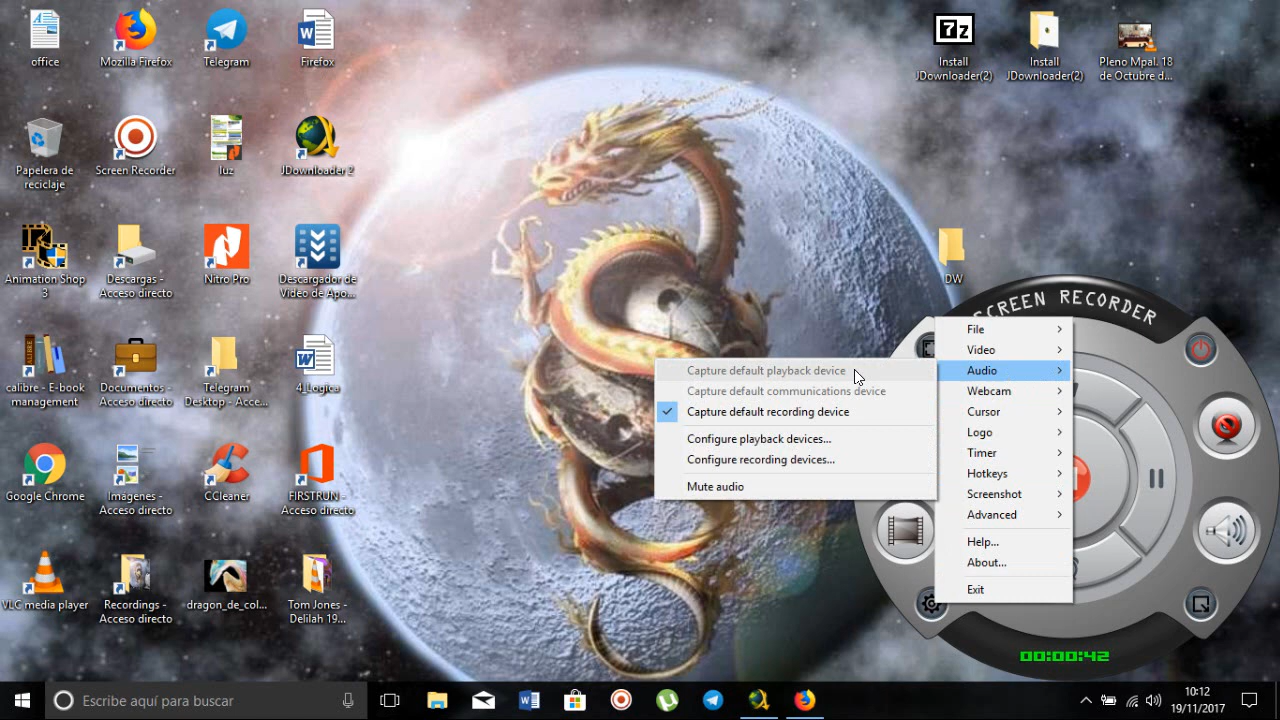 office
Mozilla Firefox
Telegram
Firefox
Install
JDownloader(2)
Install
JDownloader(2)
Pleno Mpal. 18
de Octubre d...
Papelera de
reciclaje
Screen Recorder
luz
JDownloader 2
Animation Shop
3
Descargas -
Acceso directo
Nitro Pro
Descargador de
Video de Apo...
DW
calibre - E-book
management
Documentos -
Acceso directo
Telegram
Desktop - Acce...
4_Logica
Google Chrome
Imagenes -
Acceso directo
CCleaner
FIRSTRUN -
Acceso directo
VLC media player
Recordings -
Acceso directo
dragon_de_col...
Tom Jones -
Delilah 19...
SCREEN RECORDER
File
Video
Audio
Webcam
Cursor
Logo
Timer
Hotkeys
Screenshot
Advanced
Help...
About...
Exit
Capture default playback device
Capture default communications device
Capture default recording device
Configure playback devices...
Configure recording devices...
Mute audio
00:00:42
Escribe aquí para buscar
10:12
19/11/2017